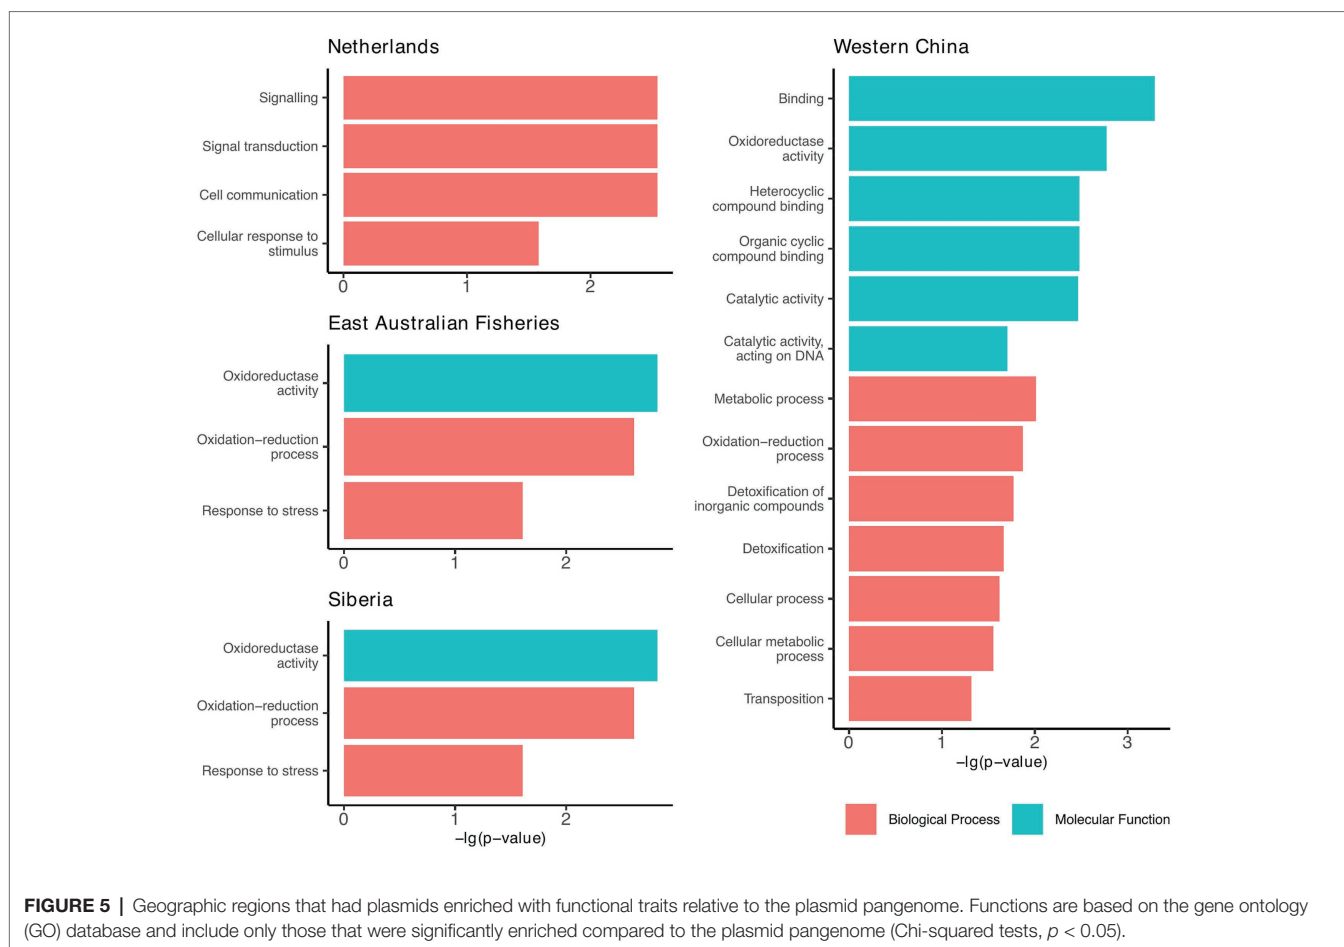 Netherlands
Signalling
Signal transduction
Cell communication
Cellular response to
stimulus
0 1 2
East Australian Fisheries
Oxidoreductase
activity
Oxidation−reduction
process
Response to stress
0 1 2
Siberia
Oxidoreductase
activity
Oxidation−reduction
process
Response to stress
0 1 2
−lg(p−value)
Western China
Binding
Oxidoreductase
activity
Heterocyclic
compound binding
Organic cyclic
compound binding
Catalytic activity
Catalytic activity,
acting on DNA
Metabolic process
Oxidation−reduction
process
Detoxification of
inorganic compounds
Detoxification
Cellular process
Cellular metabolic
process
Transposition
0 1 2 3
−lg(p−value)
Biological Process Molecular Function
FIGURE 5 | Geographic regions that had plasmids enriched with functional traits relative to the plasmid pangenome. Functions are based on the gene ontology
(GO) database and include only those that were significantly enriched compared to the plasmid pangenome (Chi-squared tests, p < 0.05).